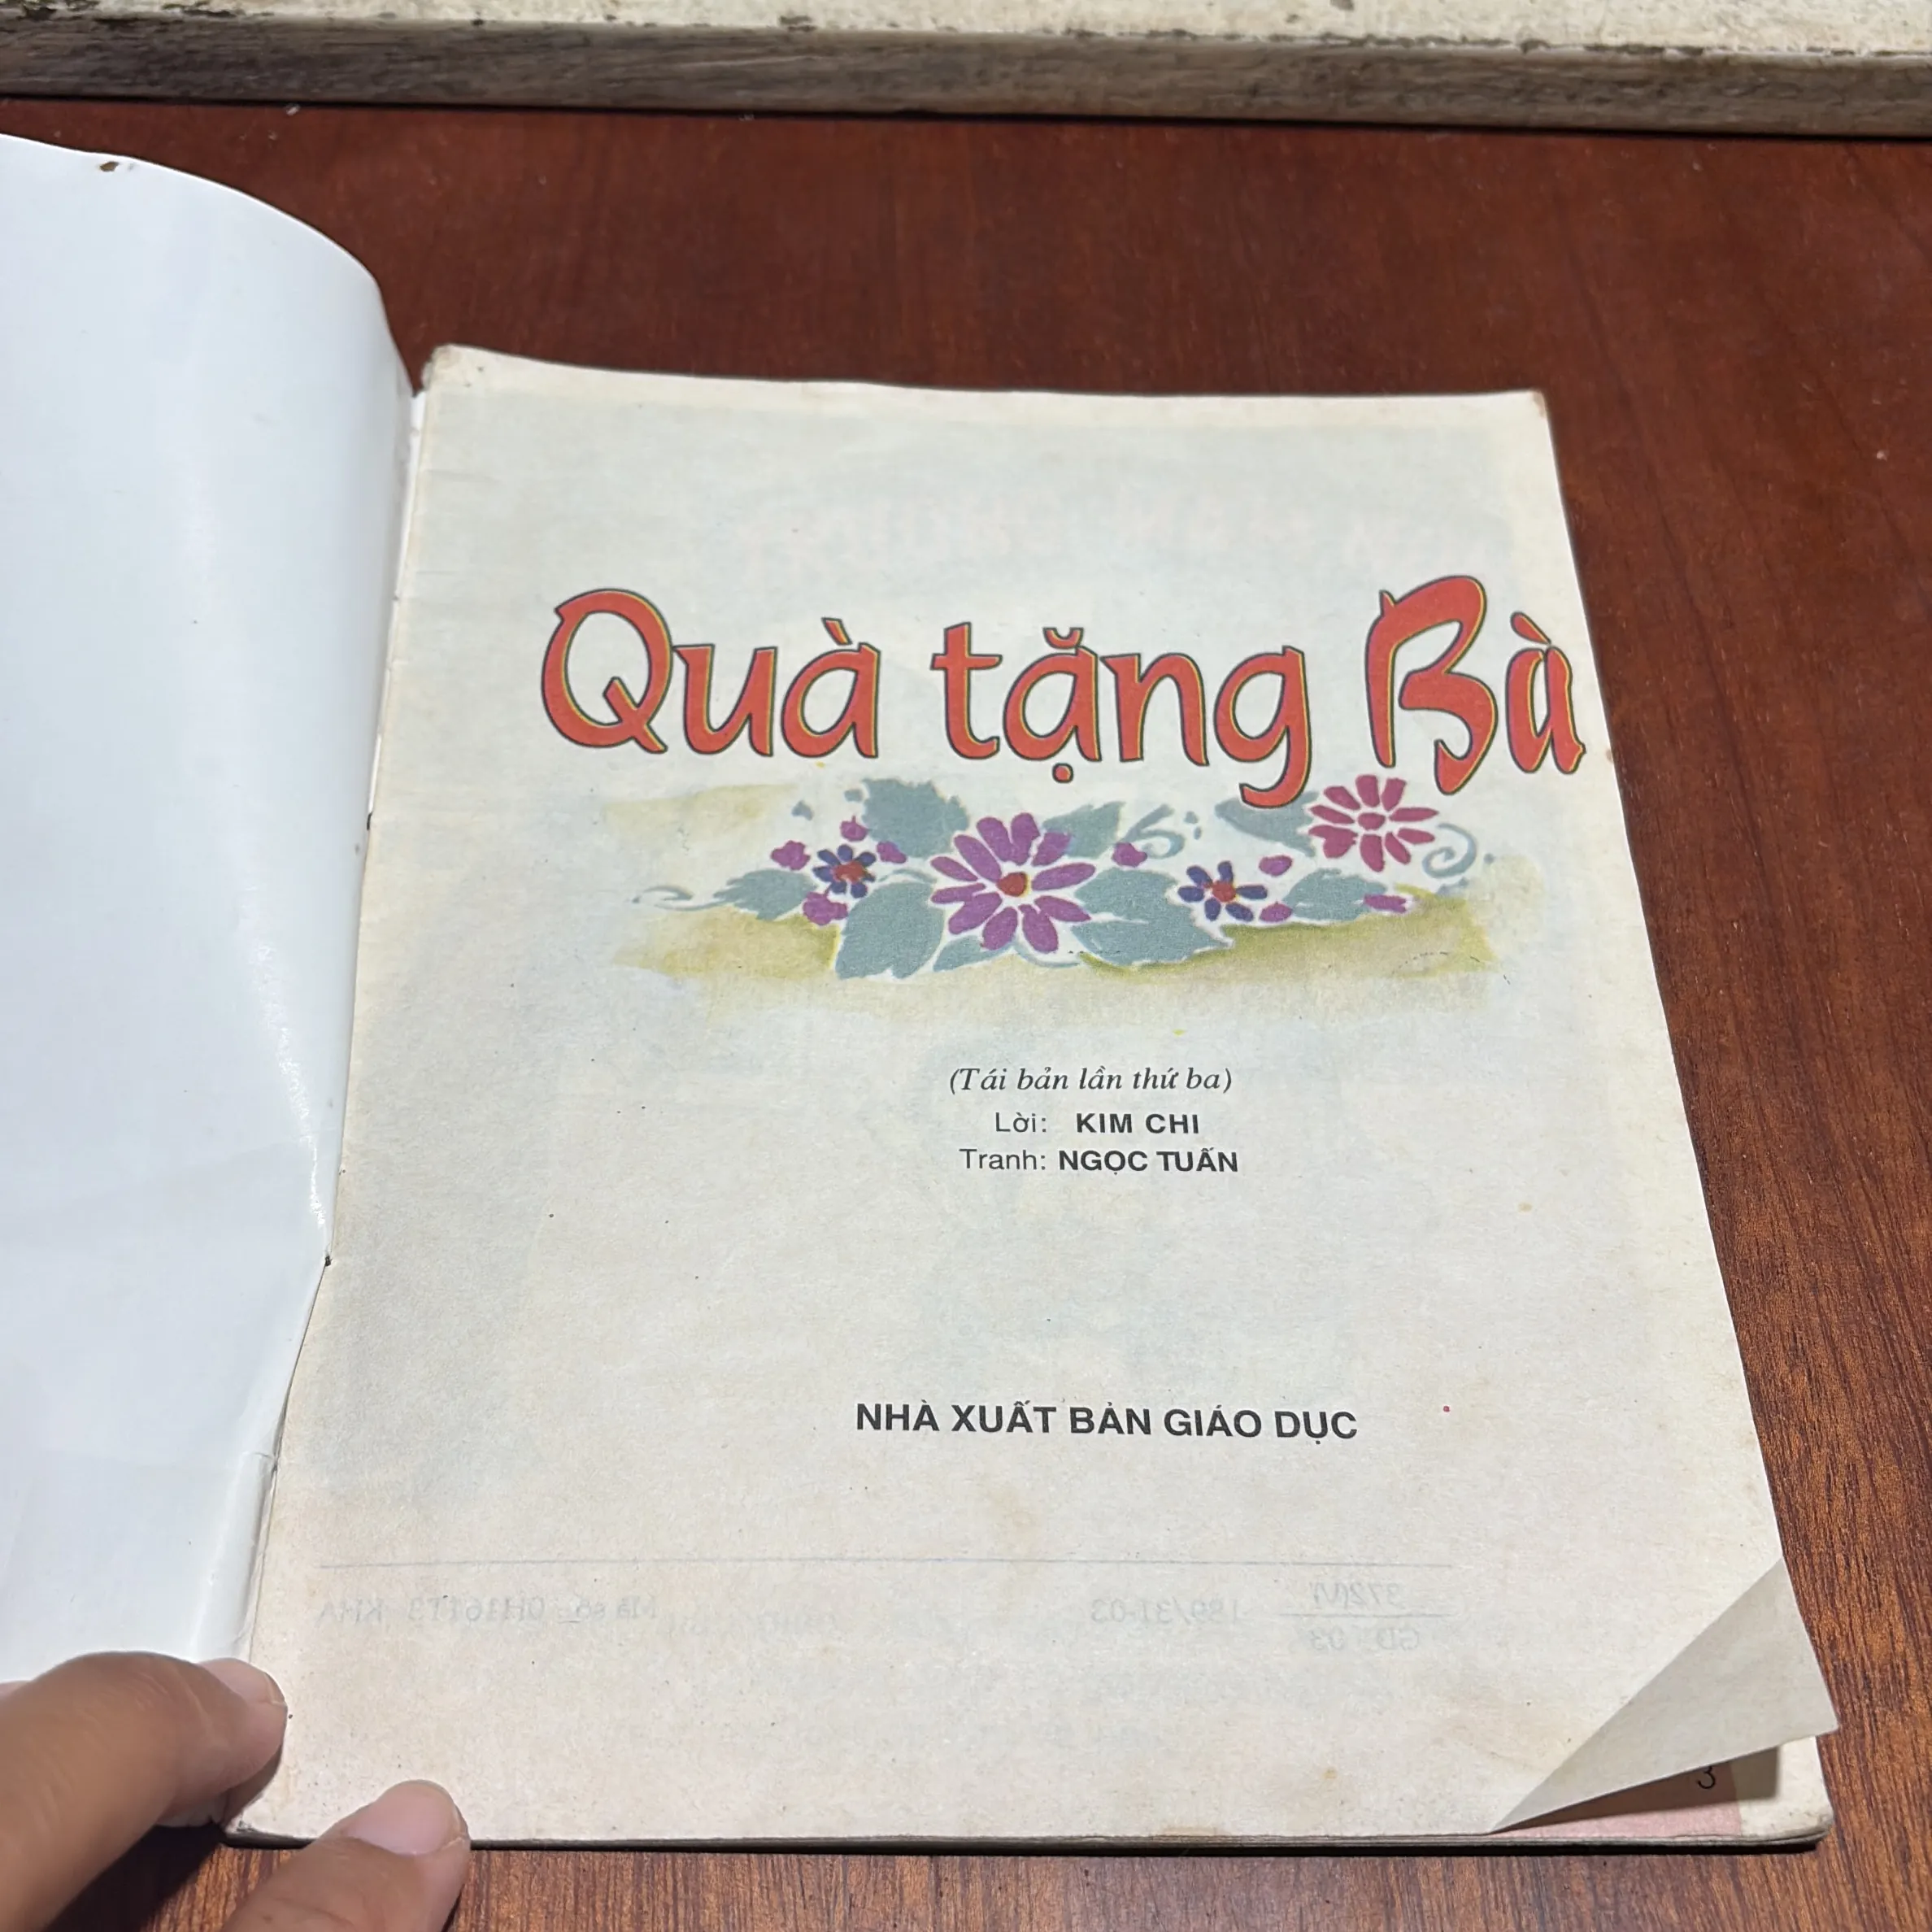 Quà tặng Bà
(Tái bản lần thứ ba)
Lời: KIM CHI
Tranh: NGỌC TUẤN
NHÀ XUẤT BẢN GIÁO DỤC
3